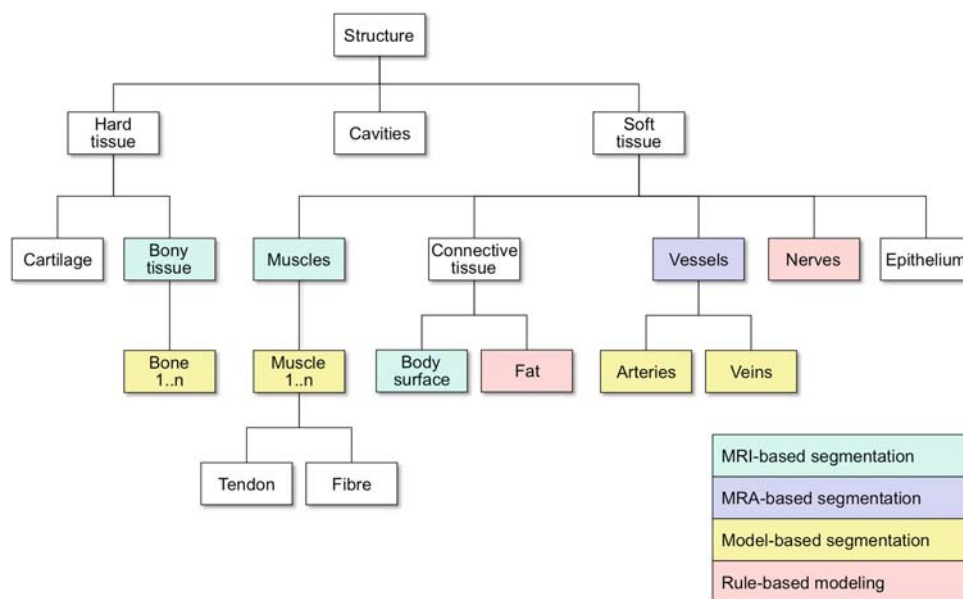 Structure
Hard
tissue
Cavities
Soft
tissue
Cartilage
Bony
tissue
Muscles
Connective
tissue
Vessels
Nerves
Epithelium
Bone
1..n
Muscle
1..n
Body
surface
Fat
Arteries
Veins
Tendon
Fibre
MRI-based segmentation
MRA-based segmentation
Model-based segmentation
Rule-based modeling